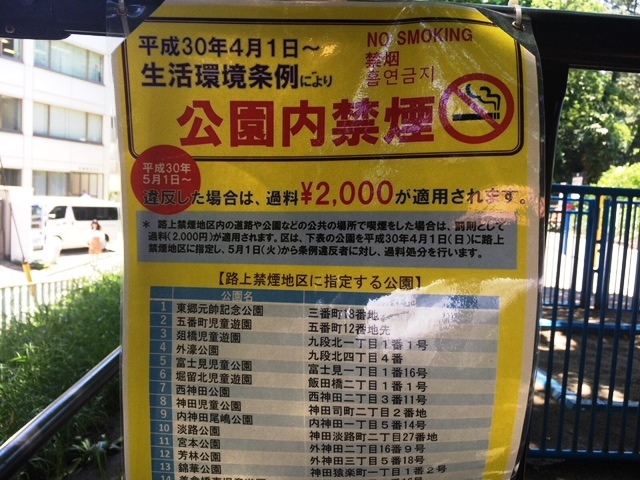 平成30年4月1日～
生活環境条例により
NO SMOKING
禁烟
흡연금지
公園内禁煙
平成30年
5月1日～
違反した場合は、過料¥2,000が適用されます。
＊ 路上禁煙地区内の道路や公園などの公共の場所で喫煙をした場合は、罰則として
過料(2,000円)が適用されます。区は、下表の公園を平成30年4月1日(日)に路上
禁煙地区に指定し、5月1日(火)から条例違反者に対し、過料処分を行います。
【路上禁煙地区に指定する公園】
公園名
1 東郷元帥記念公園 三番町18番地
2 五番町児童遊園 五番町12番地先
3 俎橋児童遊園 九段北一丁目1番1号
4 外濠公園 九段北四丁目4番
5 富士見児童公園 富士見一丁目1番16号
6 堀留北児童遊園 飯田橋二丁目1番1号
7 西神田公園 西神田二丁目3番11号
8 神田児童公園 神田司町二丁目2番地
9 内神田尾嶋公園 内神田一丁目5番14号
10 淡路公園 神田淡路町二丁目27番地
11 宮本公園 外神田二丁目16番9号
12 芳林公園 外神田三丁目5番18号
13 錦華公園 神田猿楽町一丁目1番2号
14